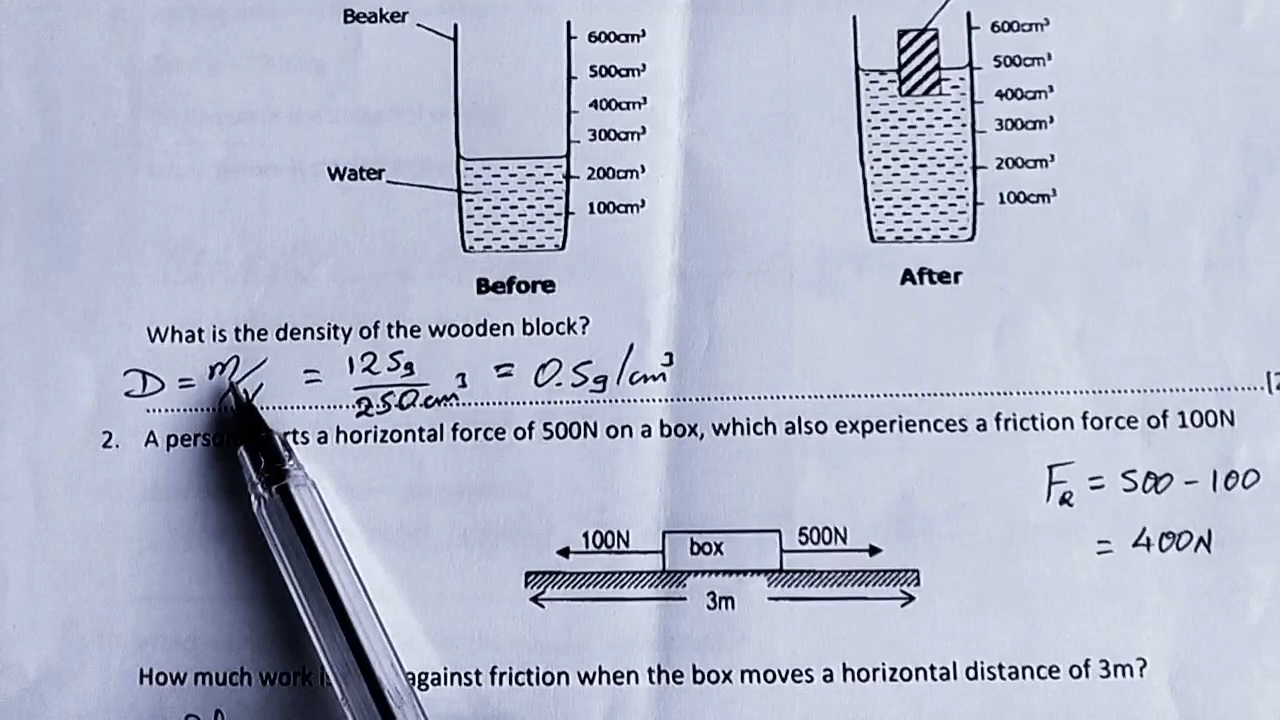 Beaker
600cm³
500cm³
400cm³
300cm³
Water
200cm³
100cm³
Before
600cm³
500cm³
400cm³
300cm³
200cm³
100cm³
After
What is the density of the wooden block?
D = m/V = 125g / 250cm³ = 0.5g/cm³
2. A rts a horizontal force of 500N on a box, which also experiences a friction force of 100N
F_R = 500 - 100
= 400N
100N box 500N
3m
How much work against friction when the box moves a horizontal distance of 3m?